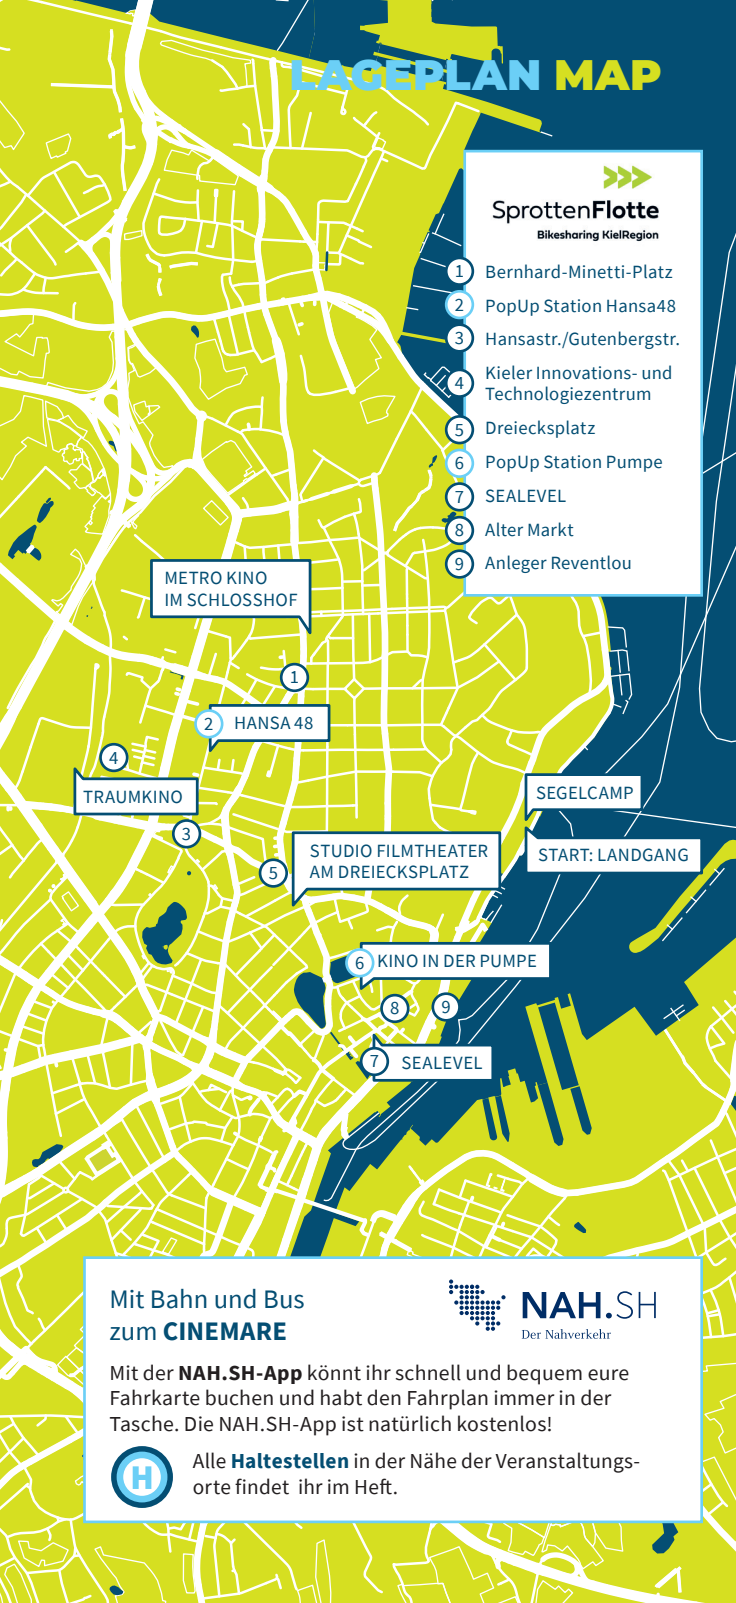 LAGEPLAN MAP
SprottenFlotte
Bikesharing KielRegion
1 Bernhard-Minetti-Platz
2 PopUp Station Hansa48
3 Hansastr./Gutenbergstr.
4 Kieler Innovations- und
Technologiezentrum
5 Dreiecksplatz
6 PopUp Station Pumpe
7 SEALEVEL
8 Alter Markt
9 Anleger Reventlou
METRO KINO
IM SCHLOSSHOF
1
2 HANSA 48
4
TRAUMKINO
3
SEGELCAMP
START: LANDGANG
STUDIO FILMTHEATER
AM DREIECKSPLATZ
5
6 KINO IN DER PUMPE
8
9
7 SEALEVEL
Mit Bahn und Bus
zum CINEMARE
NAH.SH
Der Nahverkehr
Mit der NAH.SH-App könnt ihr schnell und bequem eure
Fahrkarte buchen und habt den Fahrplan immer in der
Tasche. Die NAH.SH-App ist natürlich kostenlos!
H
Alle Haltestellen in der Nähe der Veranstaltungs-
orte findet ihr im Heft.